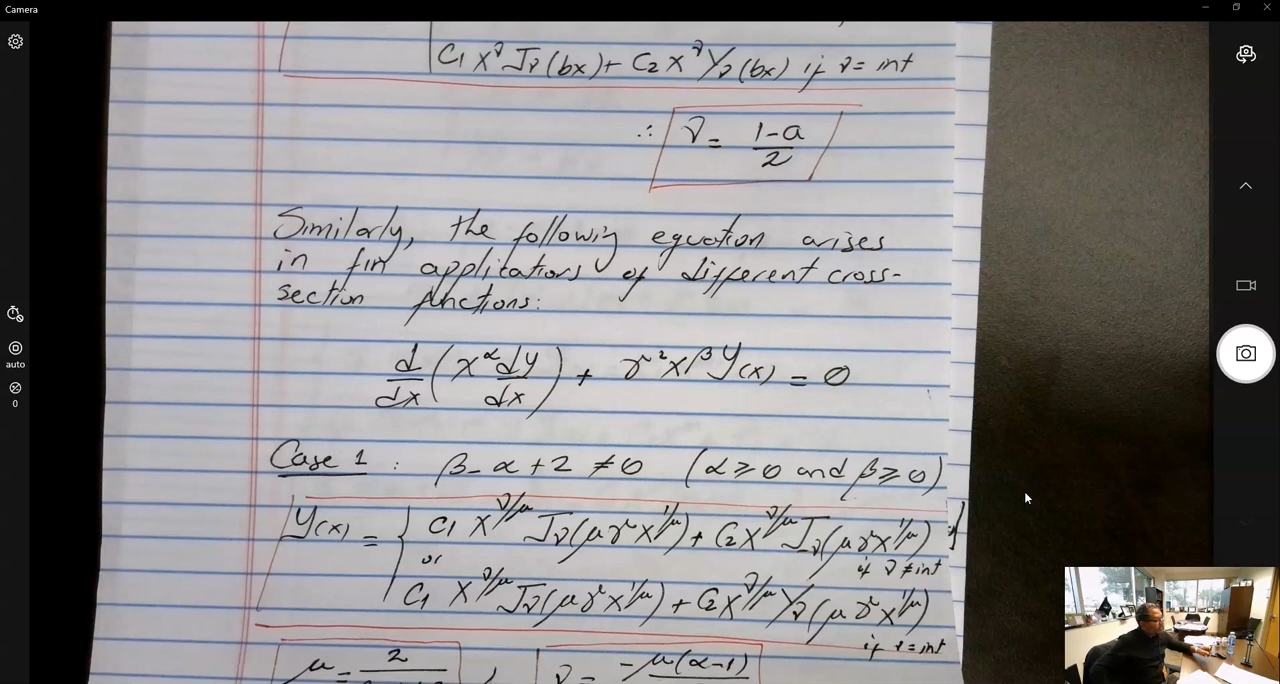 Camera
C1 x^ν Jν(bx) + C2 x^ν Yν(bx) if ν = int
∴ ν = (1-a)/2
Similarly, the following equation arises
in fin applications of different cross-
section functions:
d/dx (x^α dy/dx) + γ² x^β y(x) = 0
Case 1 : β - α + 2 ≠ 0 (α ≥ 0 and β ≥ 0)
y(x) = { C1 x^(ν/μ) Jν(μγx^(1/μ)) + C2 x^(ν/μ) J-ν(μγx^(1/μ))
if ν ≠ int
or
C1 x^(ν/μ) Jν(μγx^(1/μ)) + C2 x^(ν/μ) Yν(μγx^(1/μ))
if ν = int
μ = 2 , ν = -μ(α-1)
auto
0